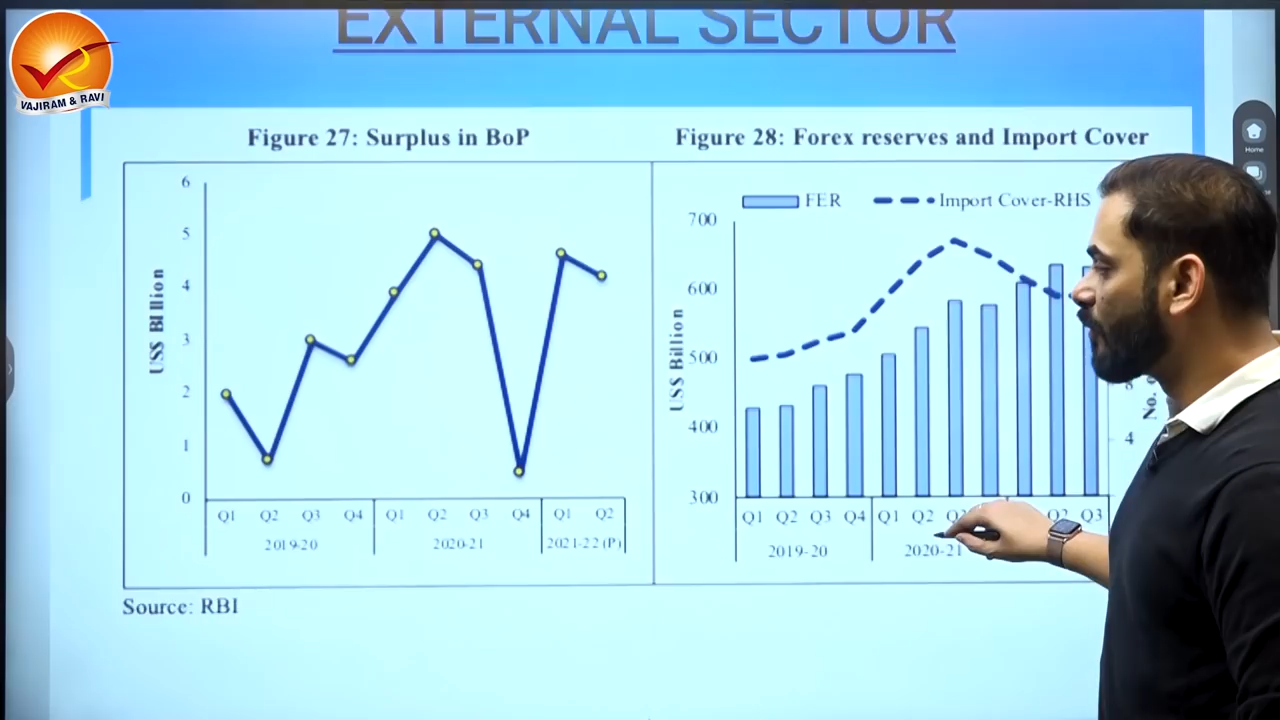 EXTERNAL SECTOR
VAJIRAM & RAVI
Home
Figure 27: Surplus in BoP
6
5
4
3
2
1
0
US$ BIllion
Q1 Q2 Q3 Q4 Q1 Q2 Q3 Q4 Q1 Q2
2019-20 2020-21 2021-22 (P)
Source: RBI
Figure 28: Forex reserves and Import Cover
FER Import Cover-RHS
700
600
500
400
300
US$ Billion
4
No.
Q1 Q2 Q3 Q4 Q1 Q2 Q2 Q3
2019-20 2020-21